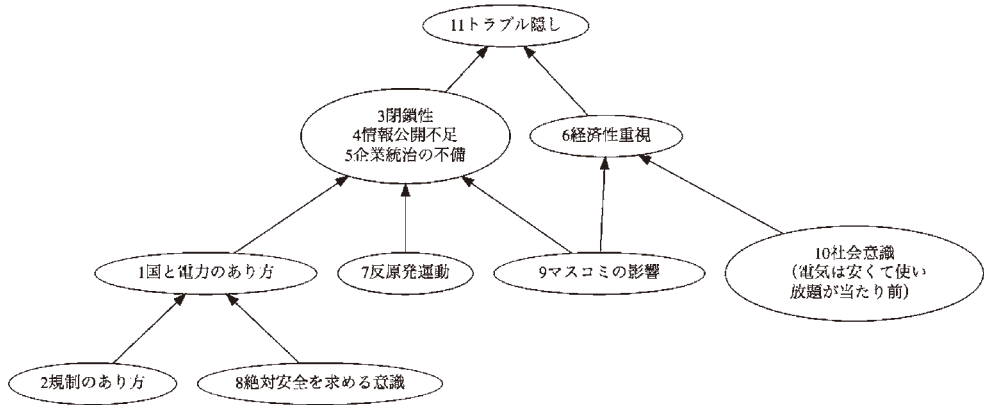 11トラブル隠し
3閉鎖性
4情報公開不足
5企業統治の不備
6経済性重視
1国と電力のあり方
7反原発運動
9マスコミの影響
10社会意識
（電気は安くて使い
放題が当たり前）
2規制のあり方
8絶対安全を求める意識